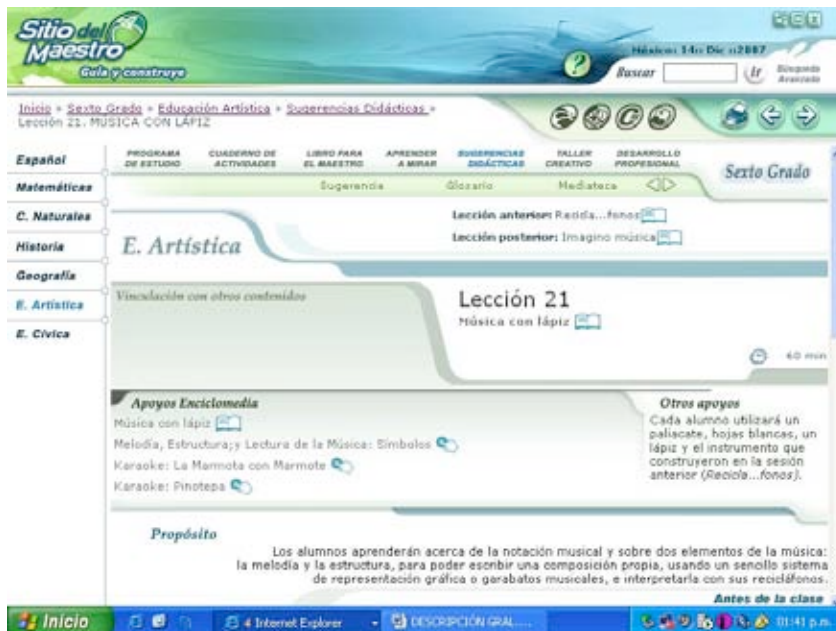 Sitio del
Maestro
Guía y construye
México: 14n Dic n2007
Buscar
Ir
Búsqueda
Avanzada
Inicio » Sexto Grado » Educación Artística » Sugerencias Didácticas »
Lección 21. MÚSICA CON LÁPIZ
PROGRAMA DE ESTUDIO
CUADERNO DE ACTIVIDADES
LIBRO PARA EL MAESTRO
APRENDER A MIRAR
SUGERENCIAS DIDÁCTICAS
TALLER CREATIVO
DESARROLLO PROFESIONAL
Sexto Grado
Sugerencia
Glosario
Mediateca
Español
Matemáticas
C. Naturales
Historia
Geografía
E. Artística
E. Cívica
E. Artística
Lección anterior: Recicla...fonos
Lección posterior: Imagino música
Vinculación con otros contenidos
Lección 21
Música con lápiz
60 min
Apoyos Enciclomedia
Música con lápiz
Melodía, Estructura;y Lectura de la Música: Símbolos
Karaoke: La Marmota con Marmote
Karaoke: Pinotepa
Otros apoyos
Cada alumno utilizará un
paliacate, hojas blancas, un
lápiz y el instrumento que
construyeron en la sesión
anterior (Recicla...fonos).
Propósito
Los alumnos aprenderán acerca de la notación musical y sobre dos elementos de la música:
la melodía y la estructura, para poder escribir una composición propia, usando un sencillo sistema
de representación gráfica o garabatos musicales, e interpretarla con sus recicláfonos.
Antes de la clase
Inicio
4 Internet Explorer
DESCRIPCIÓN GRAL....
01:41 p.m.